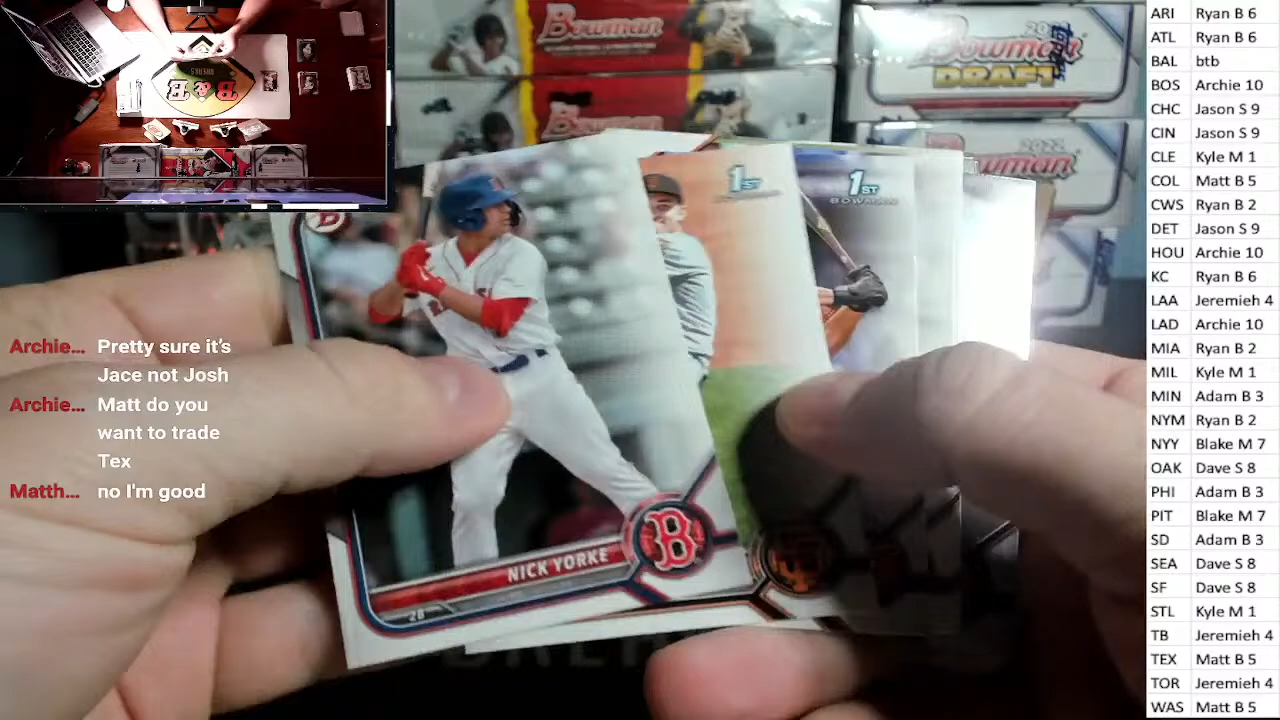 Bowman
2021
Bowman
DRAFT
Bowman
2022
owman
B&E
1ST
1ST
BOWMAN
B
NICK YORKE
2B
Archie... Pretty sure it's
Jace not Josh
Archie... Matt do you
want to trade
Tex
Matth... no I'm good
ARI Ryan B 6
ATL Ryan B 6
BAL btb
BOS Archie 10
CHC Jason S 9
CIN Jason S 9
CLE Kyle M 1
COL Matt B 5
CWS Ryan B 2
DET Jason S 9
HOU Archie 10
KC Ryan B 6
LAA Jeremieh 4
LAD Archie 10
MIA Ryan B 2
MIL Kyle M 1
MIN Adam B 3
NYM Ryan B 2
NYY Blake M 7
OAK Dave S 8
PHI Adam B 3
PIT Blake M 7
SD Adam B 3
SEA Dave S 8
SF Dave S 8
STL Kyle M 1
TB Jeremieh 4
TEX Matt B 5
TOR Jeremieh 4
WAS Matt B 5